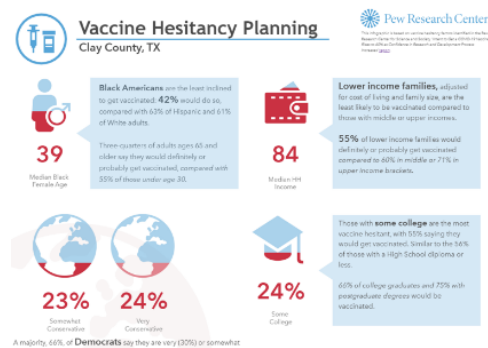 Vaccine Hesitancy Planning
Clay County, TX
Pew Research Center
Black Americans are the least inclined
to get vaccinated: 42% would do so,
compared with 63% of Hispanic and 61%
of White adults.
Three quarters of adults ages 65 and
older say they would definitely or
probably get vaccinated, compared with
55% of those under age 30.
39
Median Black
Female Age
Lower income families, adjusted
for cost of living and family size, are the
least likely to be vaccinated compared to
those with middle or upper incomes.
55% of lower income families would
definitely or probably get vaccinated
compared to 60% in middle or 71% in
upper income brackets.
84
Median HH
Income
23%
Somewhat
Conservative
24%
Very
Conservative
24%
Some
College
Those with some college are the most
vaccine hesitant, with 55% saying they
would get vaccinated. Similar to the 56%
of those with a High School diploma or
less.
66% of college graduates and 75% with
postgraduate degrees would be
vaccinated.
A majority, 66%, of Democrats say they are very (30%) or somewhat